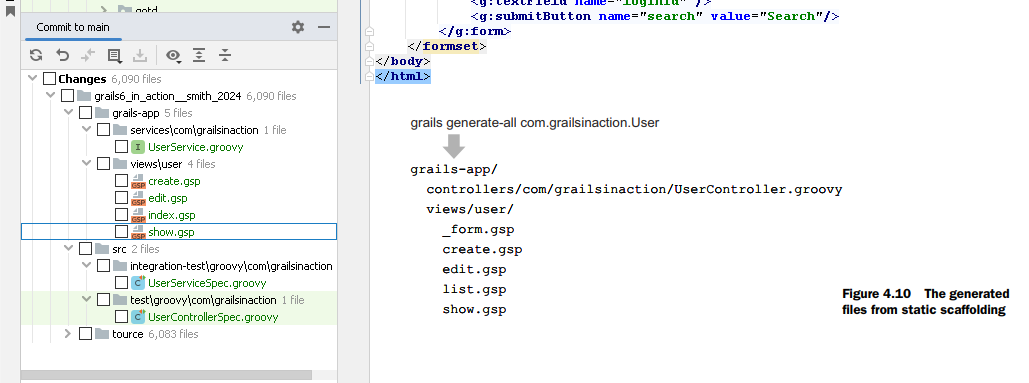 gotd
Commit to main
Changes 6,090 files
grails6_in_action__smith_2024 6,090 files
grails-app 5 files
services\com\grailsinaction 1 file
I UserService.groovy
views\user 4 files
GSP create.gsp
GSP edit.gsp
GSP index.gsp
GSP show.gsp
src 2 files
integration-test\groovy\com\grailsinaction
C UserServiceSpec.groovy
test\groovy\com\grailsinaction 1 file
C UserControllerSpec.groovy
tource 6,083 files
<g:textField name="loginId" />
<g:submitButton name="search" value="Search"/>
</g:form>
</formset>
</body>
</html>
grails generate-all com.grailsinaction.User
grails-app/
controllers/com/grailsinaction/UserController.groovy
views/user/
_form.gsp
create.gsp
edit.gsp
list.gsp
show.gsp
Figure 4.10 The generated
files from static scaffolding